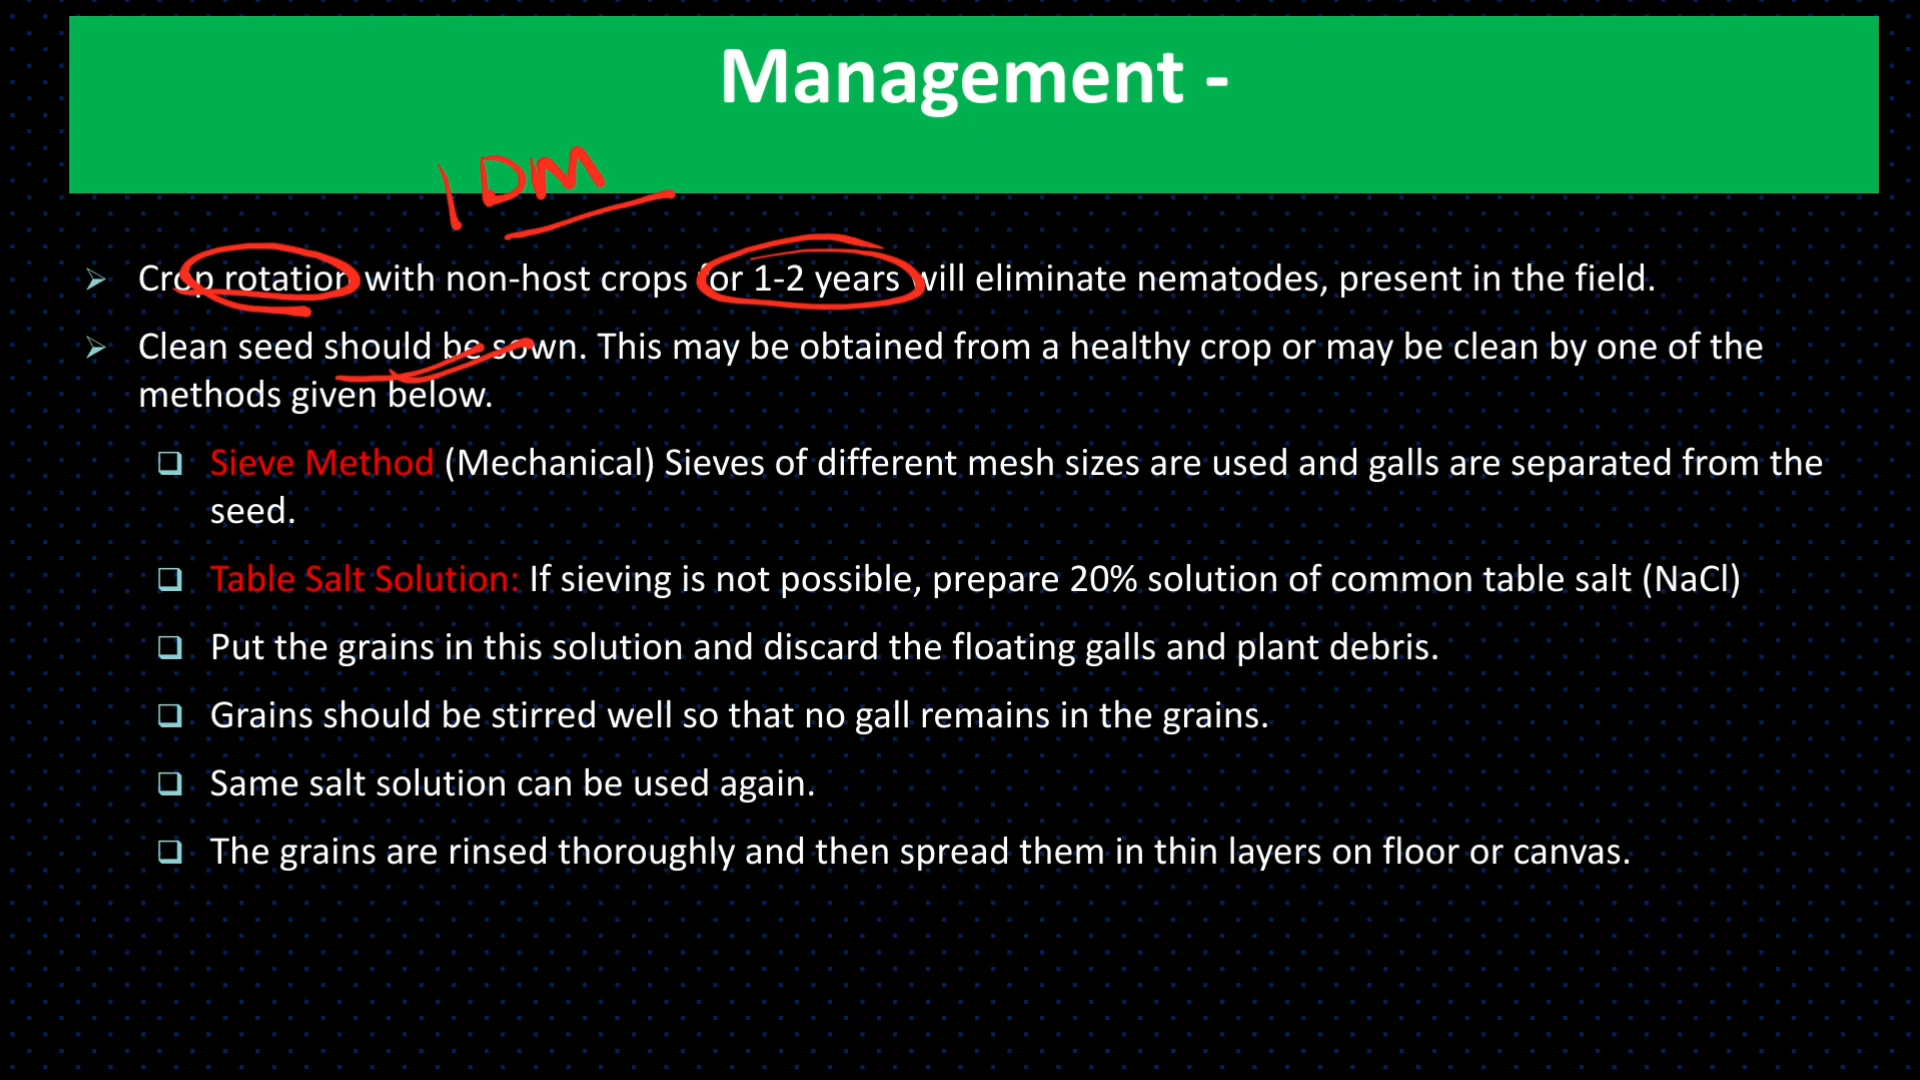 Management -
IDM
Crop rotation with non-host crops for 1-2 years will eliminate nematodes, present in the field.
Clean seed should be sown. This may be obtained from a healthy crop or may be clean by one of the
methods given below.
Sieve Method (Mechanical) Sieves of different mesh sizes are used and galls are separated from the
seed.
Table Salt Solution: If sieving is not possible, prepare 20% solution of common table salt (NaCl)
Put the grains in this solution and discard the floating galls and plant debris.
Grains should be stirred well so that no gall remains in the grains.
Same salt solution can be used again.
The grains are rinsed thoroughly and then spread them in thin layers on floor or canvas.